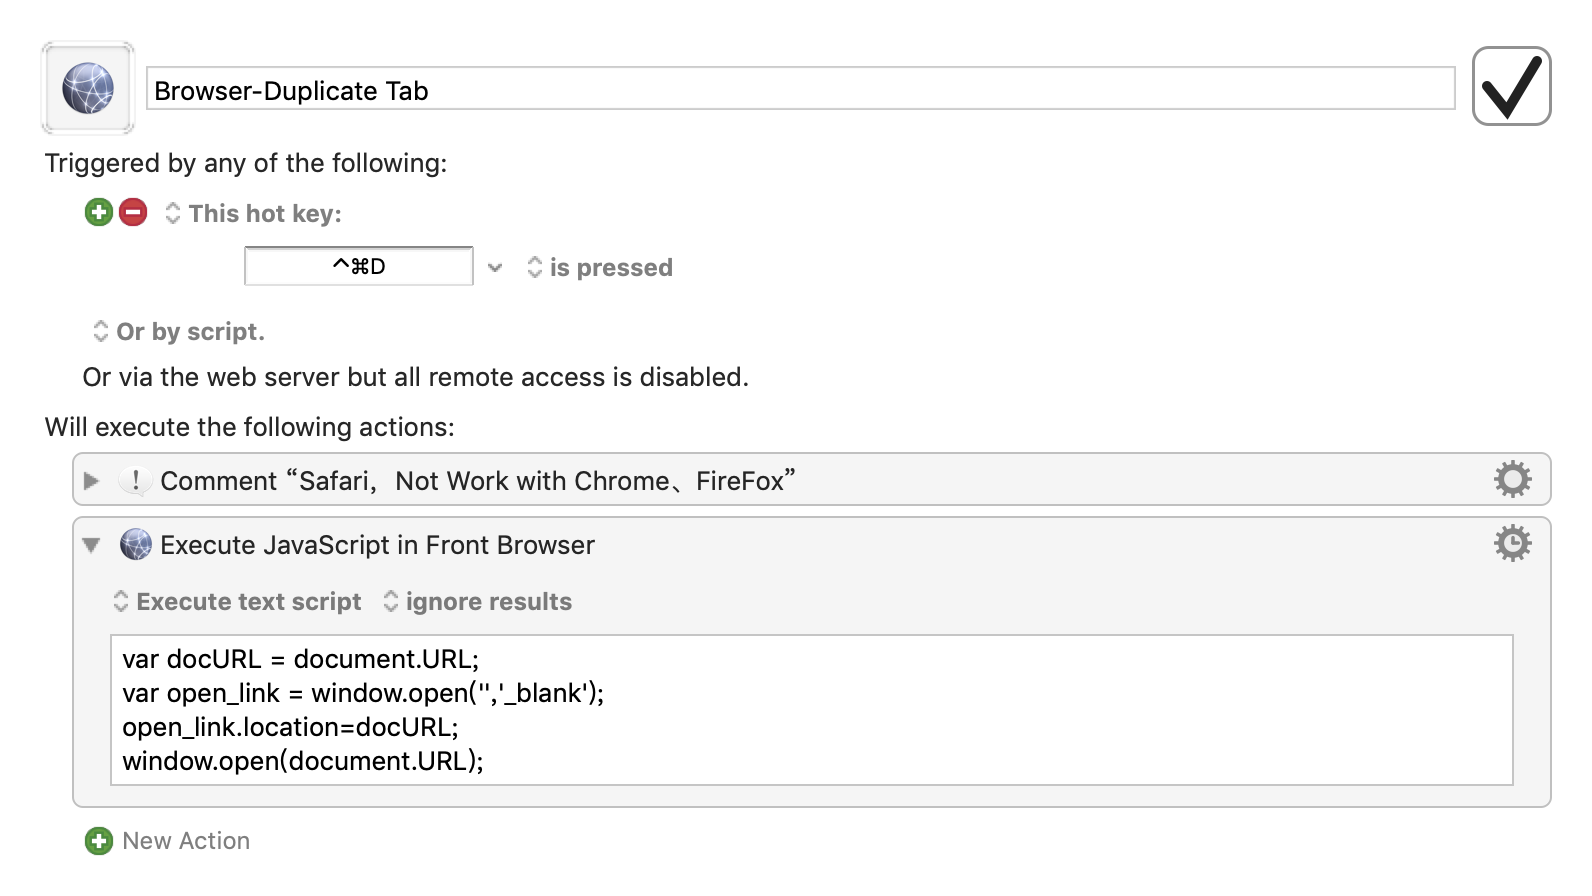 Browser-Duplicate Tab
Triggered by any of the following:
This hot key:
^⌘D
is pressed
Or by script.
Or via the web server but all remote access is disabled.
Will execute the following actions:
Comment “Safari，Not Work with Chrome、FireFox”
Execute JavaScript in Front Browser
Execute text script ignore results
var docURL = document.URL;
var open_link = window.open('','_blank');
open_link.location=docURL;
window.open(document.URL);
New Action